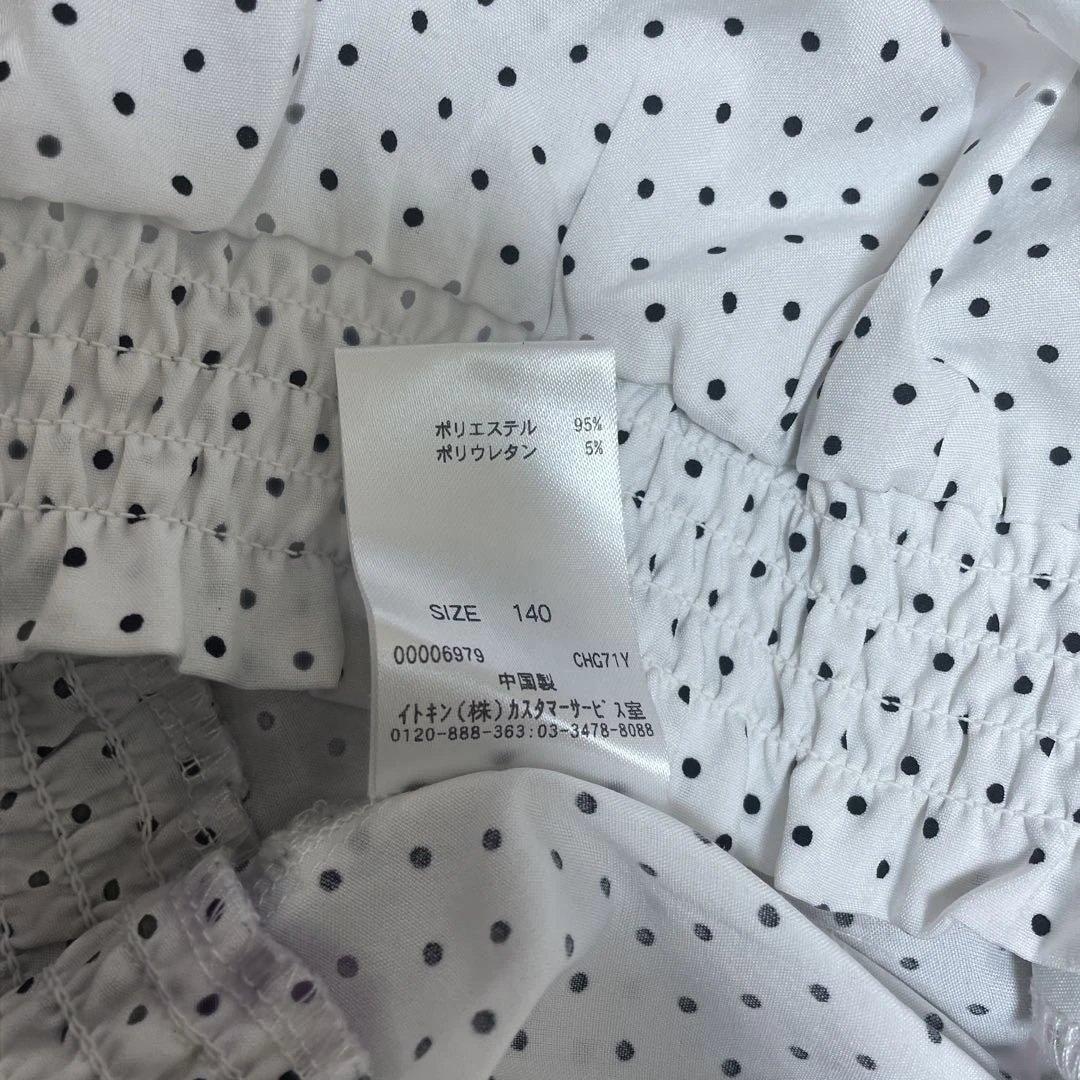 ポリエステル 95%
ポリウレタン 5%
SIZE 140
00006979 CHG71Y
中国製
イトキン(株)カスタマーサービス室
0120-888-363:03-3478-8088